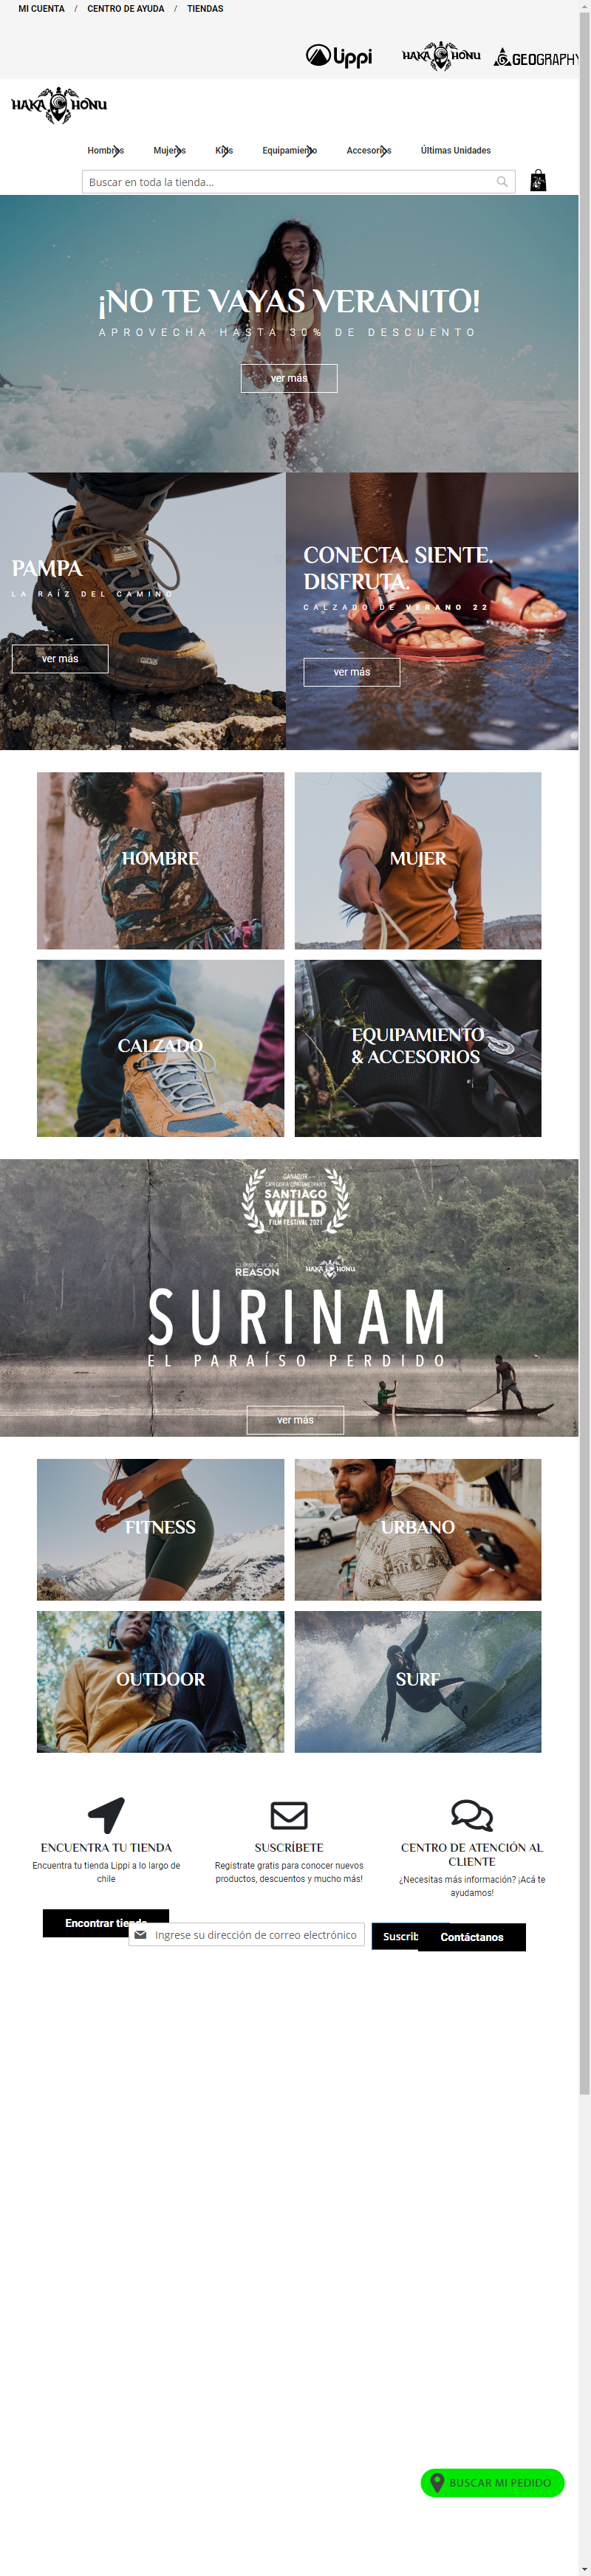 MI CUENTA / CENTRO DE AYUDA / TIENDAS
Lippi HAKA HONU GEOGRAPHY
HAKA HONU
Hombres Mujeres Kids Equipamiento Accesorios Últimas Unidades
Buscar en toda la tienda...
¡NO TE VAYAS VERANITO!
APROVECHA HASTA 30% DE DESCUENTO
ver más
PAMPA
LA RAÍZ DEL CAMINO
ver más
CONECTA. SIENTE.
DISFRUTA.
CALZADO DE VERANO 22
ver más
HOMBRE
MUJER
CALZADO
EQUIPAMIENTO
& ACCESORIOS
GANADOR
CATEGORÍA CORTOMETRAJES
SANTIAGO
WILD
FILM FESTIVAL 2021
REASON
HAKA HONU
SURINAM
EL PARAÍSO PERDIDO
ver más
FITNESS
URBANO
OUTDOOR
SURF
ENCUENTRA TU TIENDA
Encuentra tu tienda Lippi a lo largo de
chile
Encontrar tienda
SUSCRÍBETE
Registrate gratis para conocer nuevos
productos, descuentos y mucho más!
Ingrese su dirección de correo electrónico
Suscrib
CENTRO DE ATENCIÓN AL
CLIENTE
¿Necesitas más información? ¡Acá te
ayudamos!
Contáctanos
BUSCAR MI PEDIDO